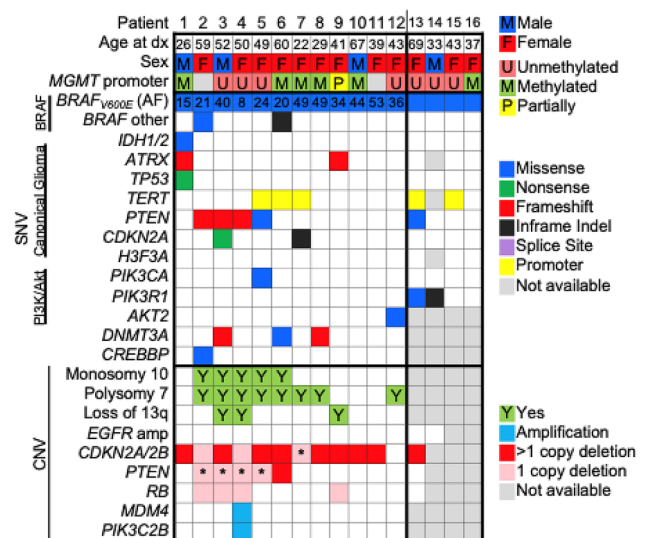 Patient 1 2 3 4 5 6 7 8 9 10 11 12 13 14 15 16
Age at dx 26 59 52 50 49 60 22 29 41 67 39 43 69 33 43 37
Sex M F M F F F F F F M F F F M F F
MGMT promoter M U U U M M M P M U U U U M
BRAF V600E (AF) 15 21 40 8 24 20 49 49 34 44 53 36
BRAF other
IDH1/2
ATRX
TP53
TERT
PTEN
CDKN2A
H3F3A
PIK3CA
PIK3R1
AKT2
DNMT3A
CREBBP
Monosomy 10 Y Y Y Y Y
Polysomy 7 Y Y Y Y Y Y Y Y
Loss of 13q Y Y Y
EGFR amp
CDKN2A/2B *
PTEN * * * *
RB
MDM4
PIK3C2B
BRAF
Canonical Glioma
PI3K/Akt
SNV
CNV
M Male
F Female
U Unmethylated
M Methylated
P Partially
Missense
Nonsense
Frameshift
Inframe Indel
Splice Site
Promoter
Not available
Y Yes
Amplification
>1 copy deletion
1 copy deletion
Not available